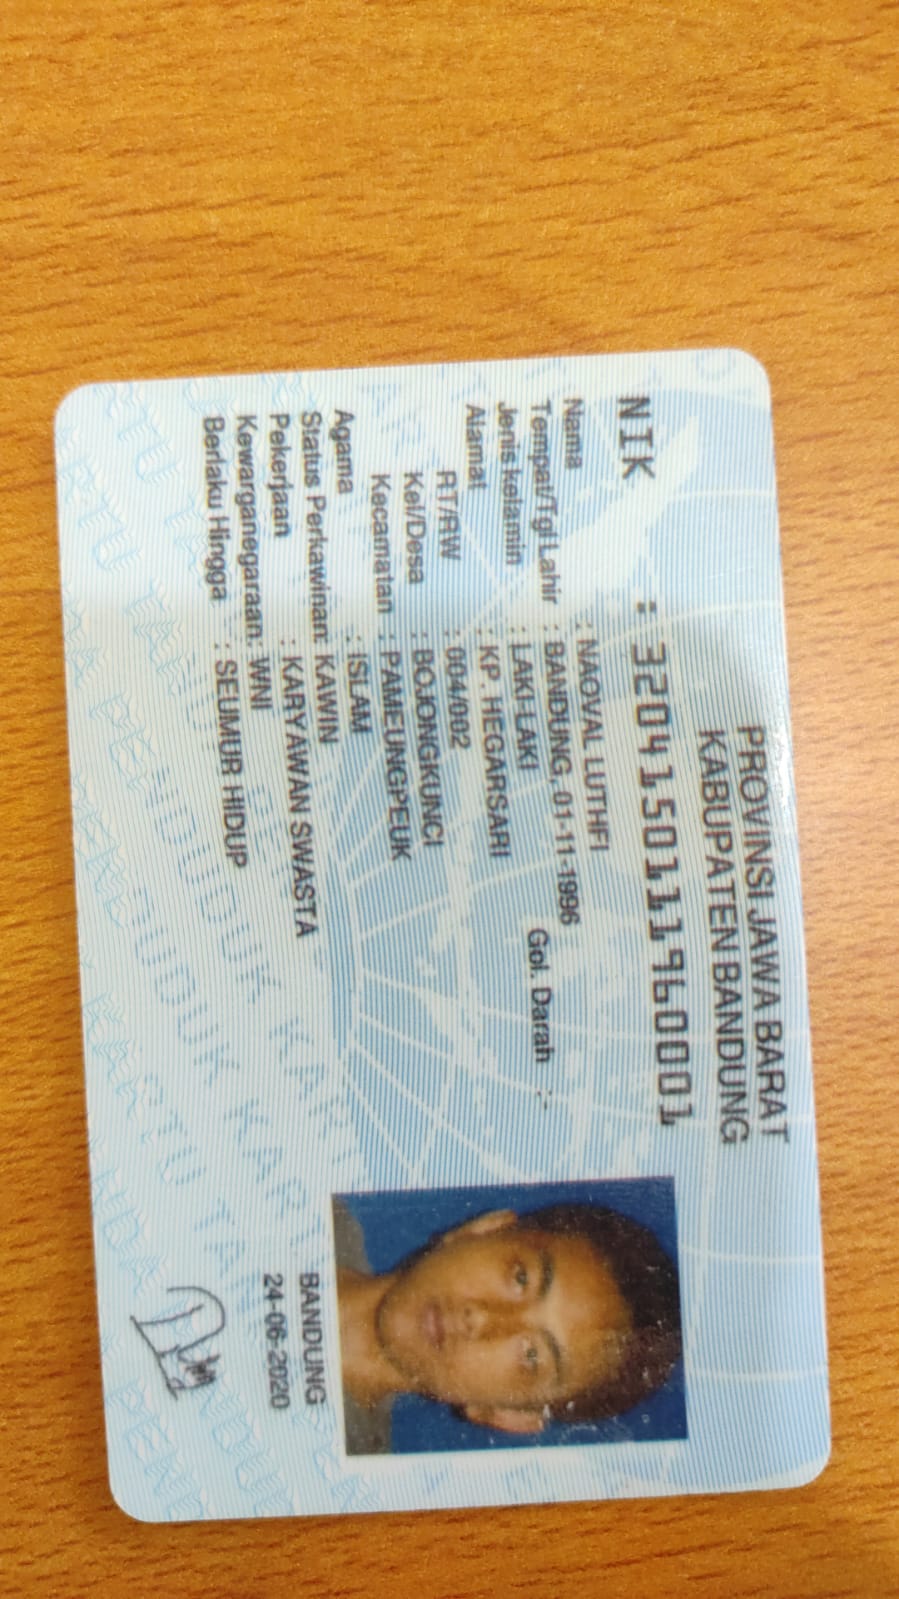 PROVINSI JAWA BARAT
KABUPATEN BANDUNG
NIK : 3204150111960001
Nama : NAOVAL LUTHFI
Tempat/Tgl Lahir : BANDUNG, 01-11-1996
Jenis kelamin : LAKI-LAKI Gol. Darah :-
Alamat : KP. HEGARSARI
RT/RW : 004/002
Kel/Desa : BOJONGKUNCI
Kecamatan : PAMEUNGPEUK
Agama : ISLAM
Status Perkawinan: KAWIN
Pekerjaan : KARYAWAN SWASTA
Kewarganegaraan: WNI
Berlaku Hingga : SEUMUR HIDUP
BANDUNG
24-06-2020